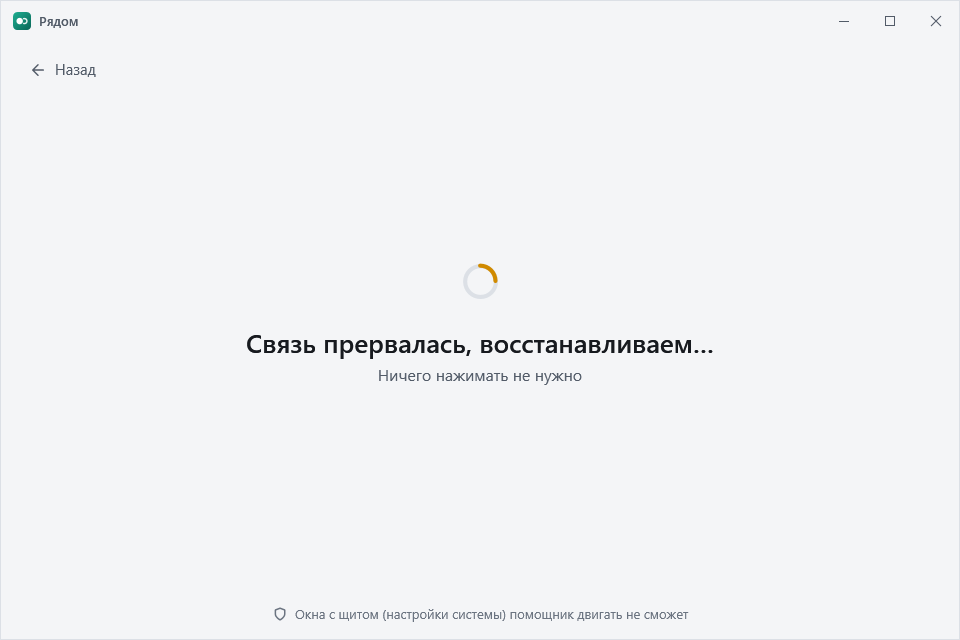 Рядом
Назад
Связь прервалась, восстанавливаем...
Ничего нажимать не нужно
Окна с щитом (настройки системы) помощник двигать не сможет